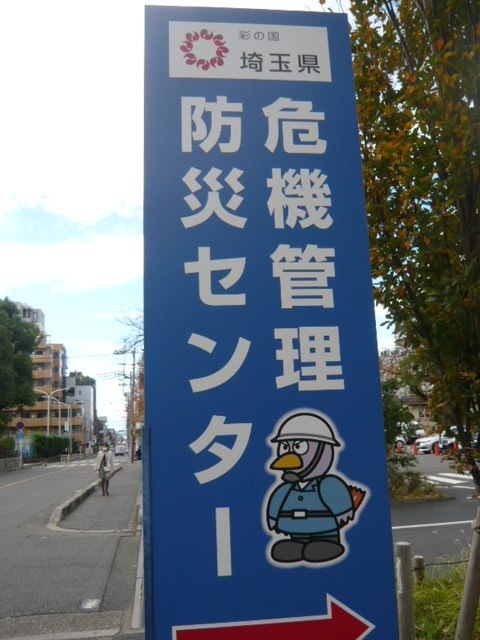 彩の国
埼玉県
危機管理
防災センター